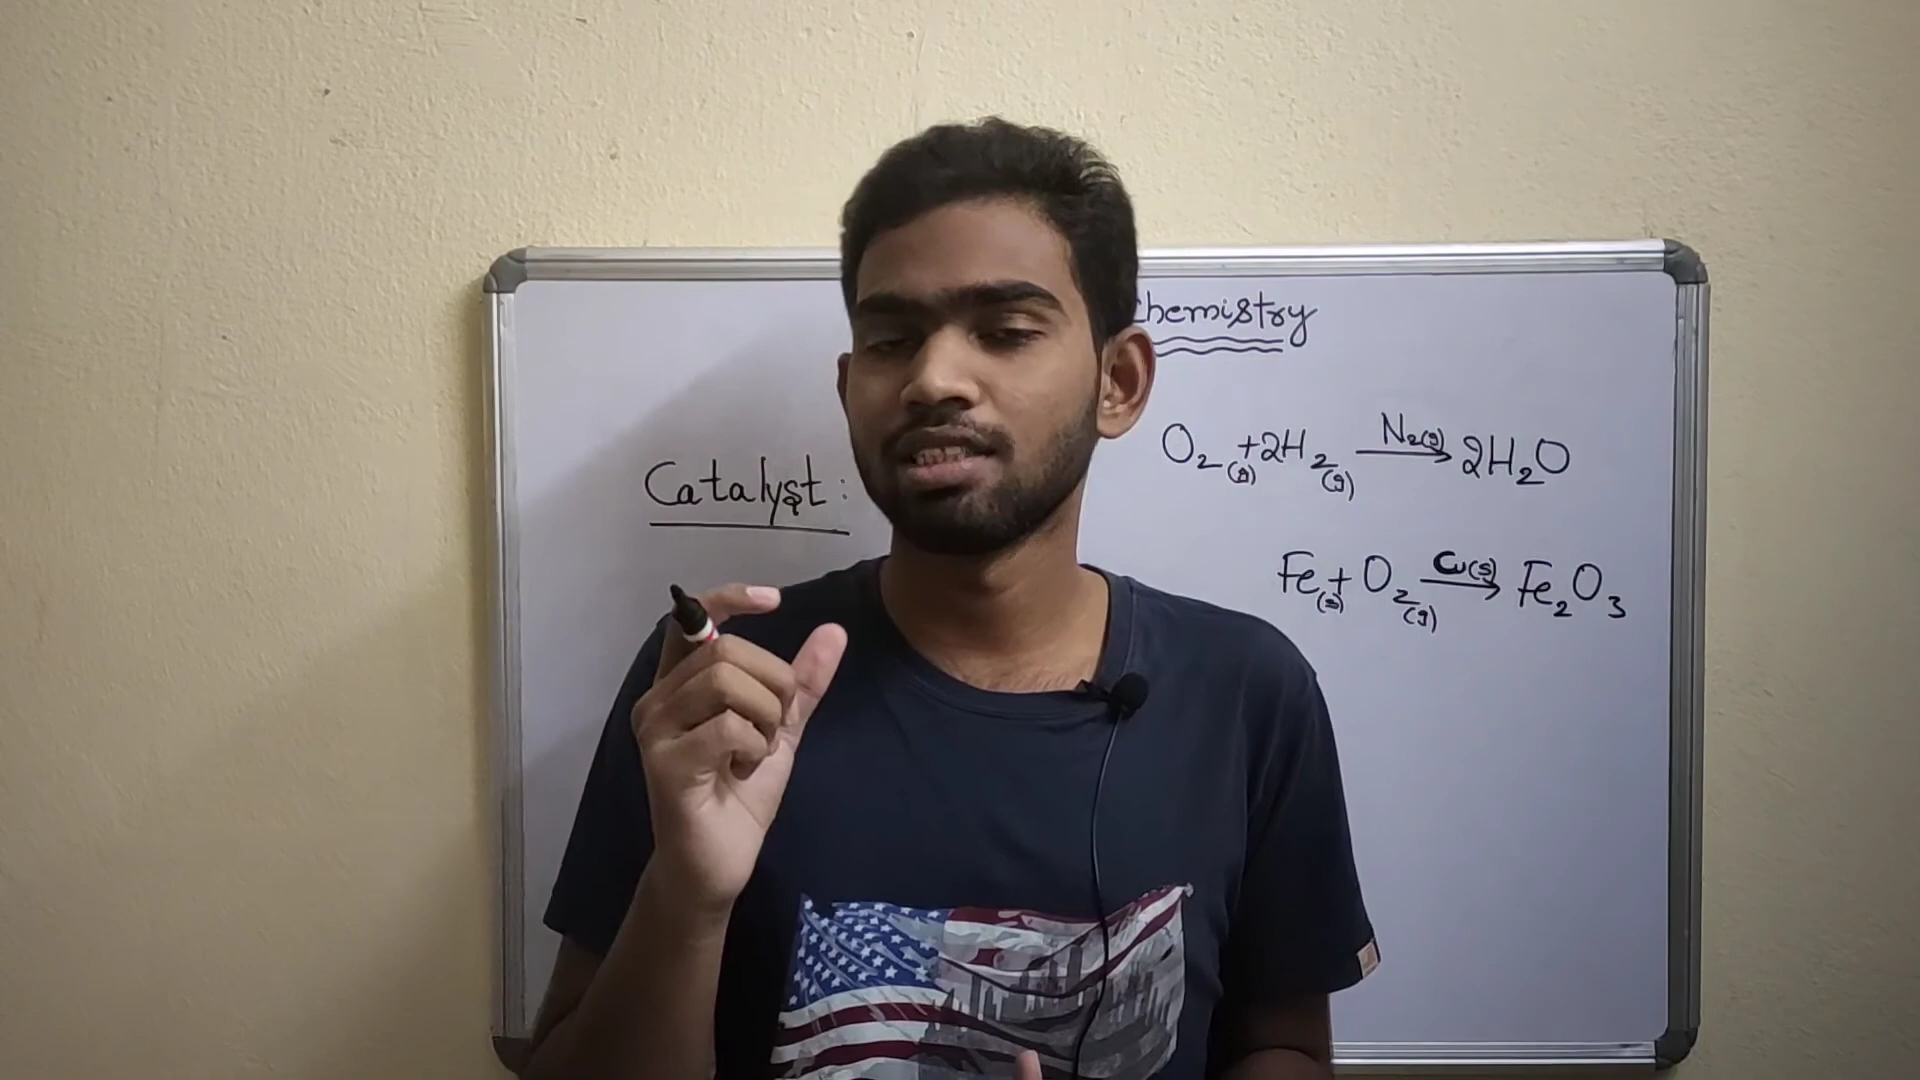 Chemistry
O₂(g) + 2H₂(g) —N₂(g)→ 2H₂O
Catalyst :
Fe(s) + O₂(g) —Cu(s)→ Fe₂O₃